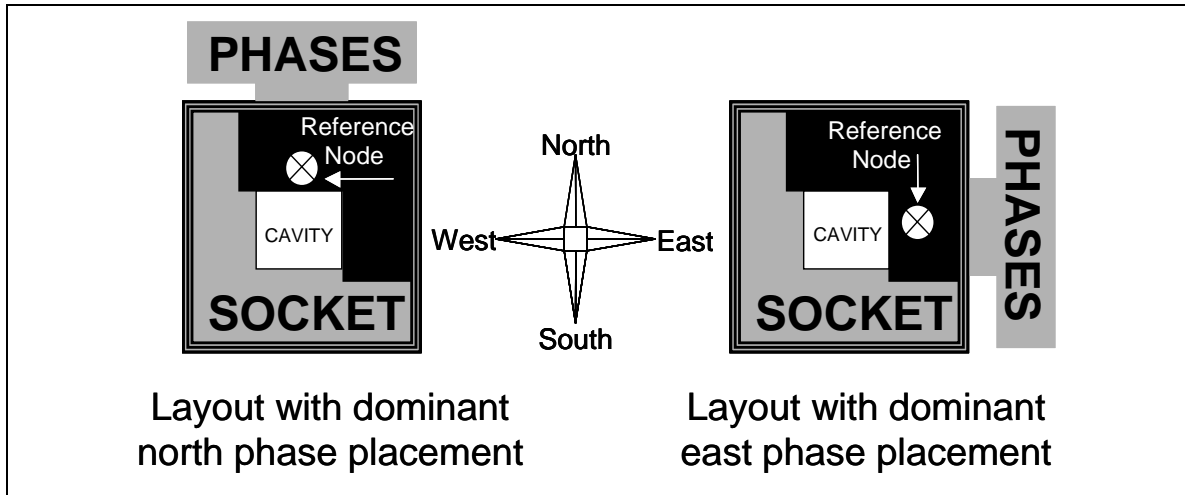 PHASES
Reference
Node
CAVITY
SOCKET
Layout with dominant
north phase placement
North
West
East
South
Reference
Node
CAVITY
SOCKET
PHASES
Layout with dominant
east phase placement